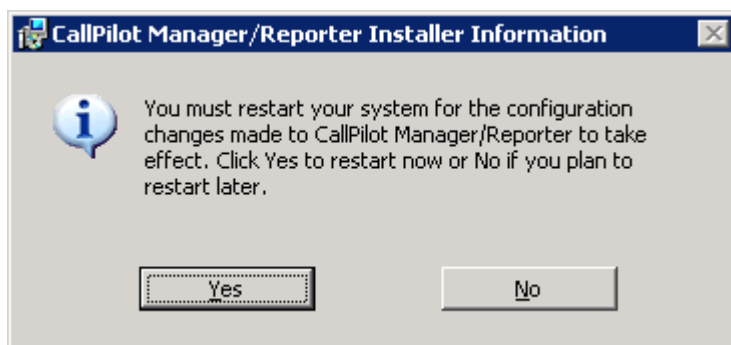 CallPilot Manager/Reporter Installer Information
You must restart your system for the configuration
changes made to CallPilot Manager/Reporter to take
effect. Click Yes to restart now or No if you plan to
restart later.
Yes
No